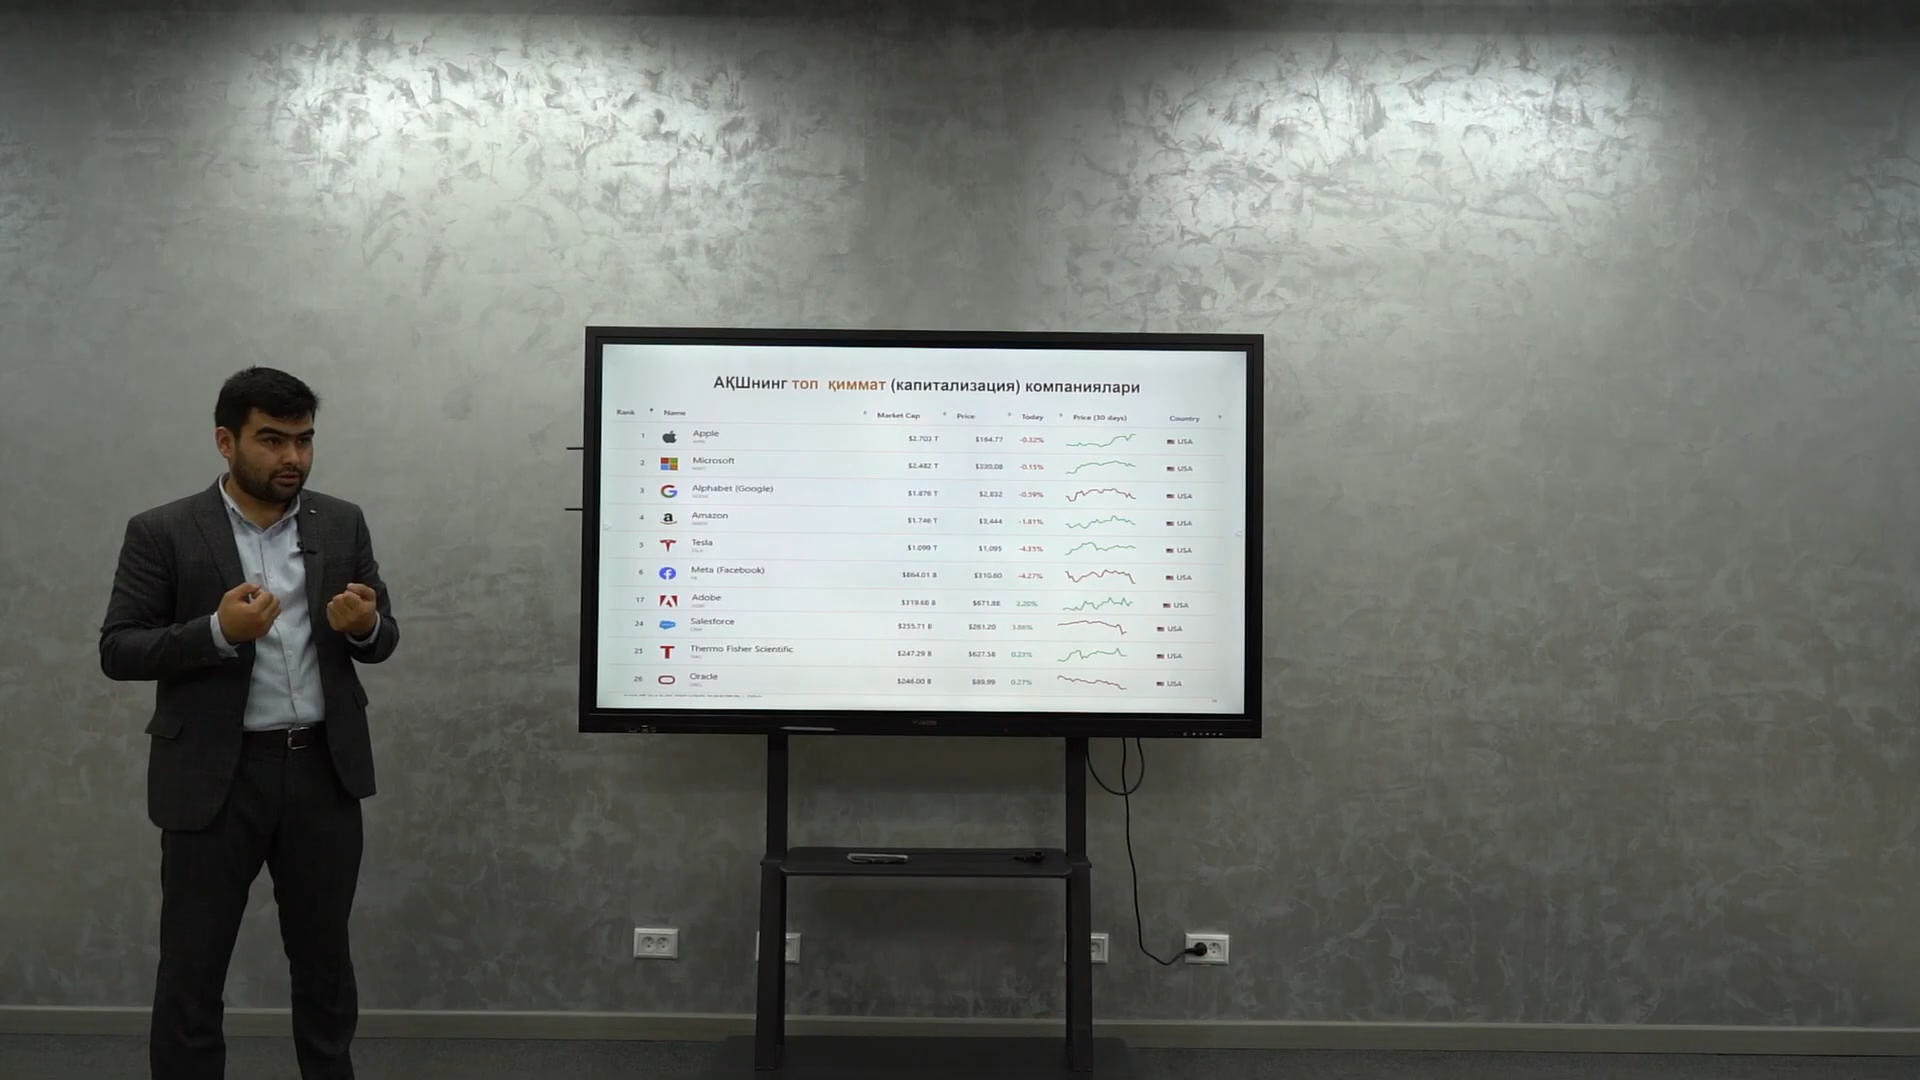 АҚШнинг топ қиммат (капитализация) компаниялари
Rank Name Market Cap Price Today Price (30 days) Country
1 Apple $2.703 T $164.77 -0.32% USA
2 Microsoft $2.482 T $330.08 -0.15% USA
3 Alphabet (Google) $1.876 T $2,832 -0.59% USA
4 Amazon $1.746 T $3,444 -1.81% USA
5 Tesla $1.099 T $1,095 -4.35% USA
6 Meta (Facebook) $864.01 B $310.60 -4.27% USA
17 Adobe $319.68 B $671.88 2.20% USA
24 Salesforce $255.71 B $261.20 3.86% USA
25 Thermo Fisher Scientific $247.29 B $627.58 0.23% USA
26 Oracle $246.00 B $89.99 0.27% USA